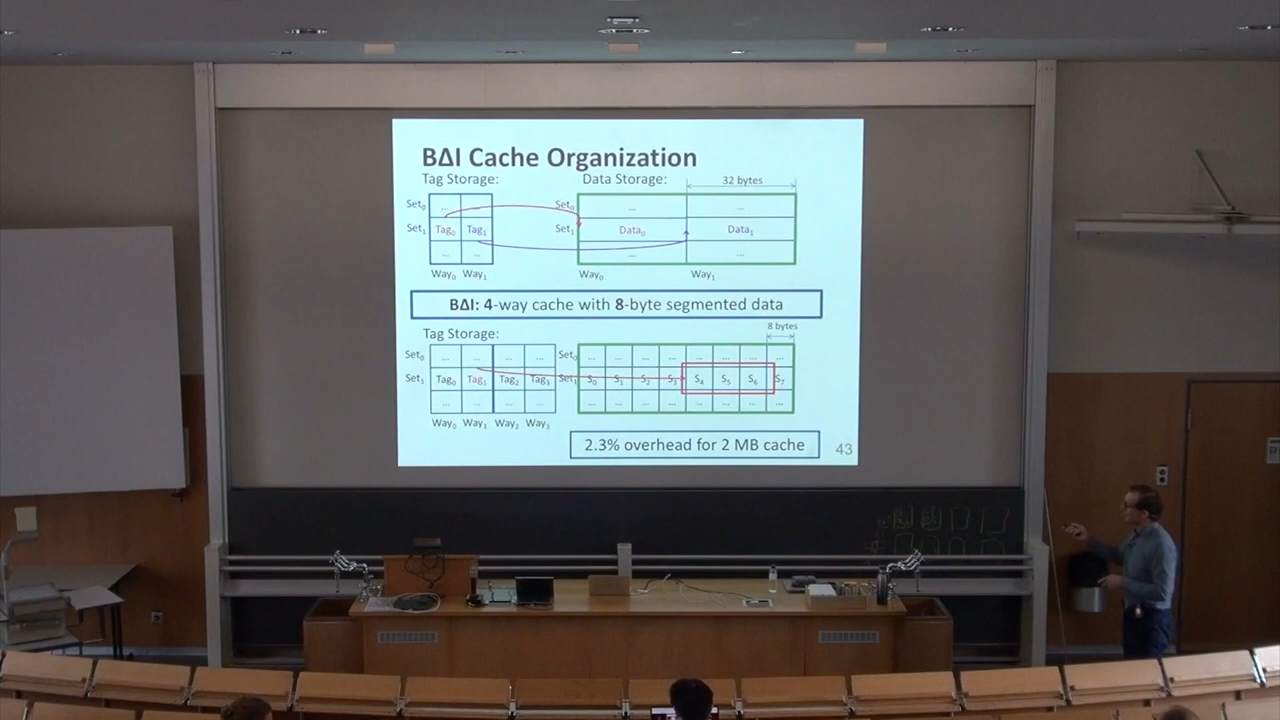 BΔI Cache Organization
Tag Storage: Data Storage: 32 bytes
Set₀ ... ... Set₀ ... ...
Set₁ Tag₀ Tag₁ Set₁ Data₀ Data₁
... ... ... ...
Way₀ Way₁ Way₀ Way₁
BΔI: 4-way cache with 8-byte segmented data
8 bytes
Tag Storage:
Set₀ ... ... ... ... Set₀ ... ... ... ... ... ... ... ...
Set₁ Tag₀ Tag₁ Tag₂ Tag₃ Set₁ S₀ S₁ S₂ S₃ S₄ S₅ S₆ S₇
... ... ... ... ... ... ... ... ... ... ... ...
Way₀ Way₁ Way₂ Way₃
2.3% overhead for 2 MB cache
43